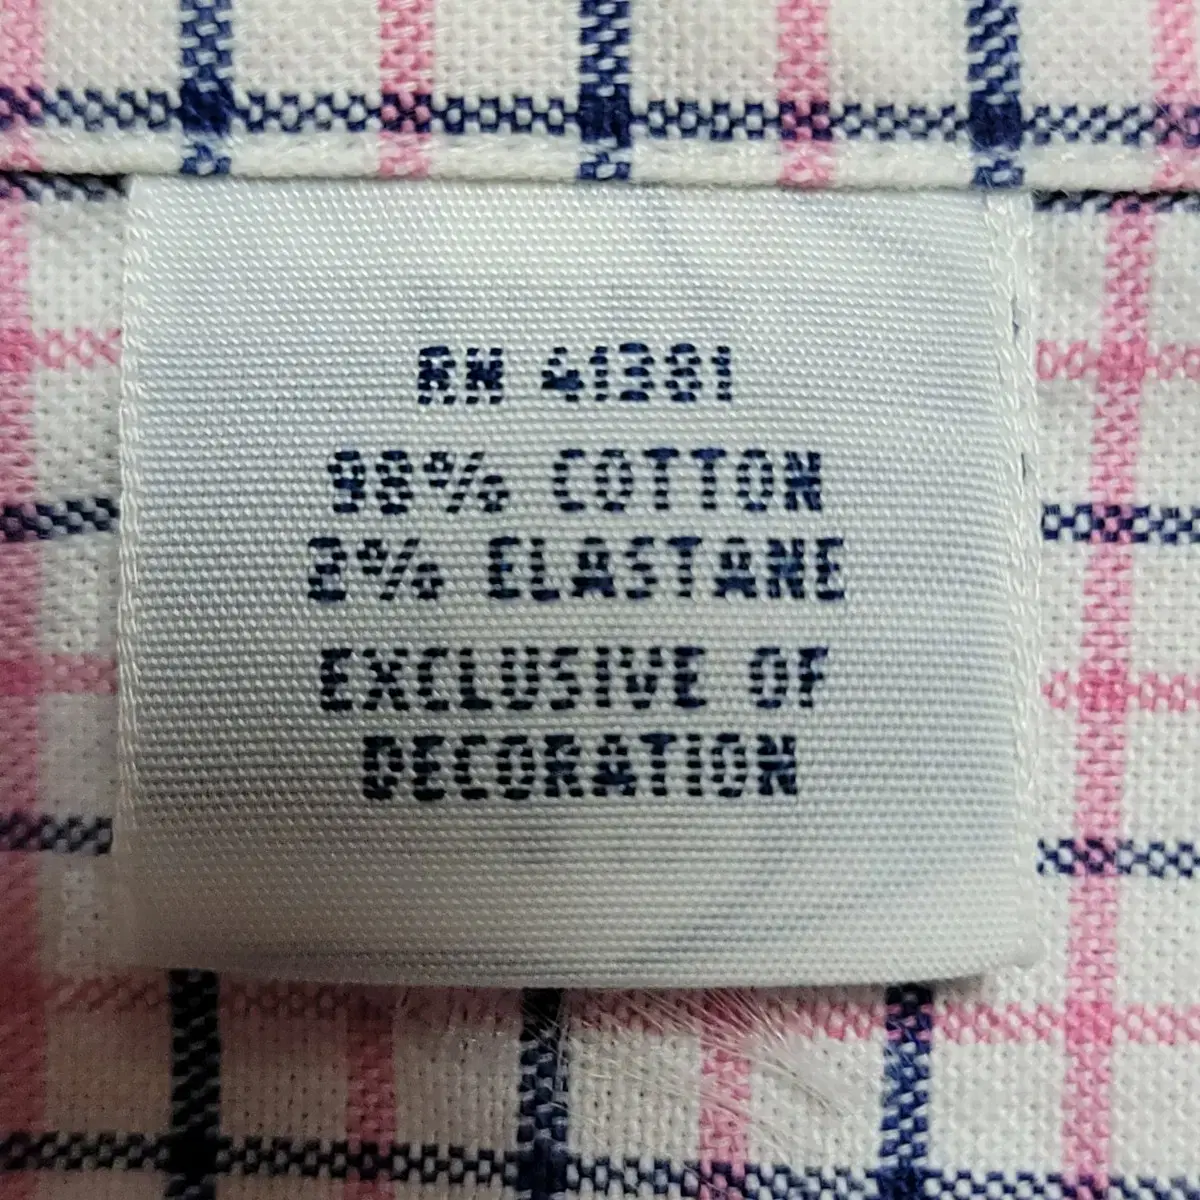 RN 41381
98% COTTON
2% ELASTANE
EXCLUSIVE OF
DECORATION